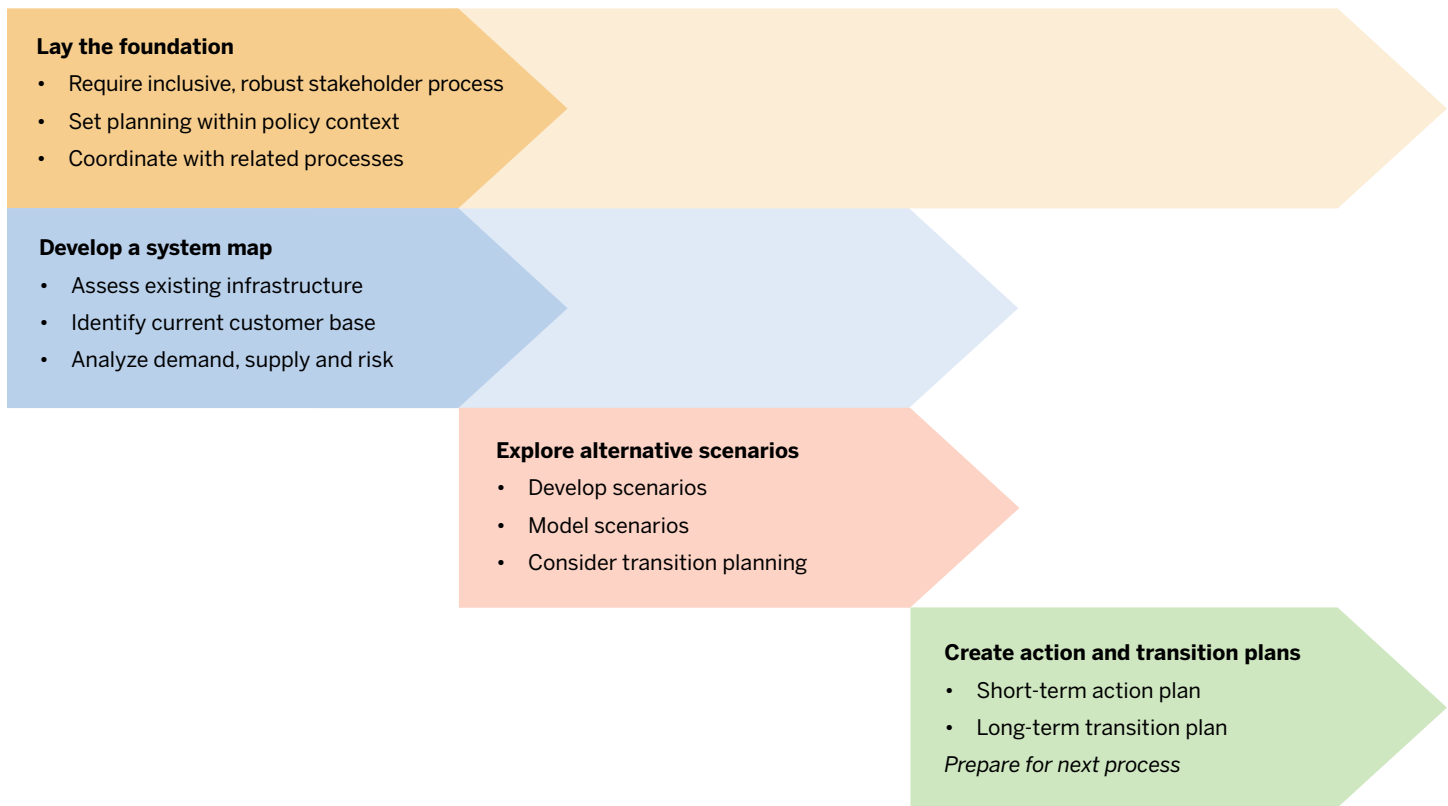 Lay the foundation
• Require inclusive, robust stakeholder process
• Set planning within policy context
• Coordinate with related processes
Develop a system map
• Assess existing infrastructure
• Identify current customer base
• Analyze demand, supply and risk
Explore alternative scenarios
• Develop scenarios
• Model scenarios
• Consider transition planning
Create action and transition plans
• Short-term action plan
• Long-term transition plan
Prepare for next process